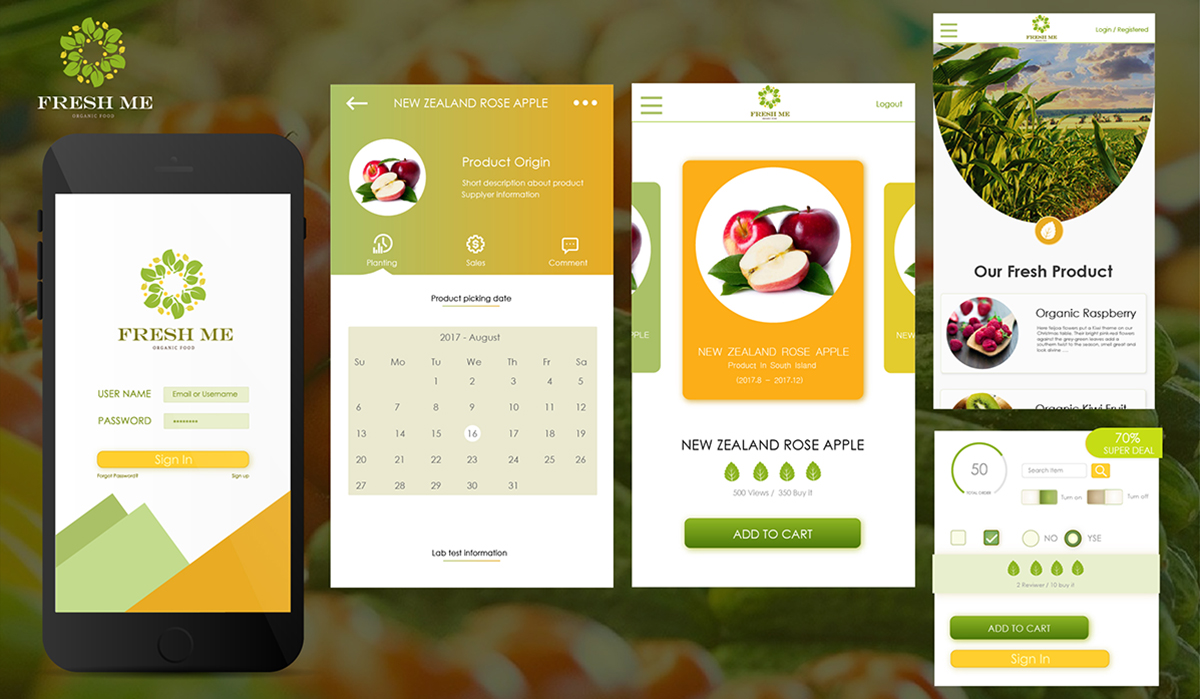 FRESH ME
ORGANIC FOOD
FRESH ME
ORGANIC FOOD
USER NAME
Email or Username
PASSWORD
Sign In
Forgot Password?
Sign up
NEW ZEALAND ROSE APPLE
Product Origin
Short description about product
Supplyer information
Planting
Sales
Comment
Product picking date
2017 - August
Su Mo Tu We Th Fr Sa
1 2 3 4 5
6 7 8 9 10 11 12
13 14 15 16 17 18 19
20 21 22 23 24 25 26
27 28 29 30 31
Lab test information
FRESH ME
Logout
NEW ZEALAND ROSE APPLE
Product in South Island
(2017.8 - 2017.12)
PLE
NEW
NEW ZEALAND ROSE APPLE
500 Views / 350 Buy it
ADD TO CART
FRESH ME
Login / Registered
Our Fresh Product
Organic Raspberry
Here feijoa flowers put a Kiwi theme on our
Christmas table. Their bright pink-red flowers
against the grey-green leaves add a
southern twist to the season, smell great and
look divine ....
Organic Kiwi Fruit
70%
SUPER DEAL
50
TOTAL ORDER
Search Item
Turn on
Turn off
NO
YSE
2 Reviewer / 10 buy it
ADD TO CART
Sign In